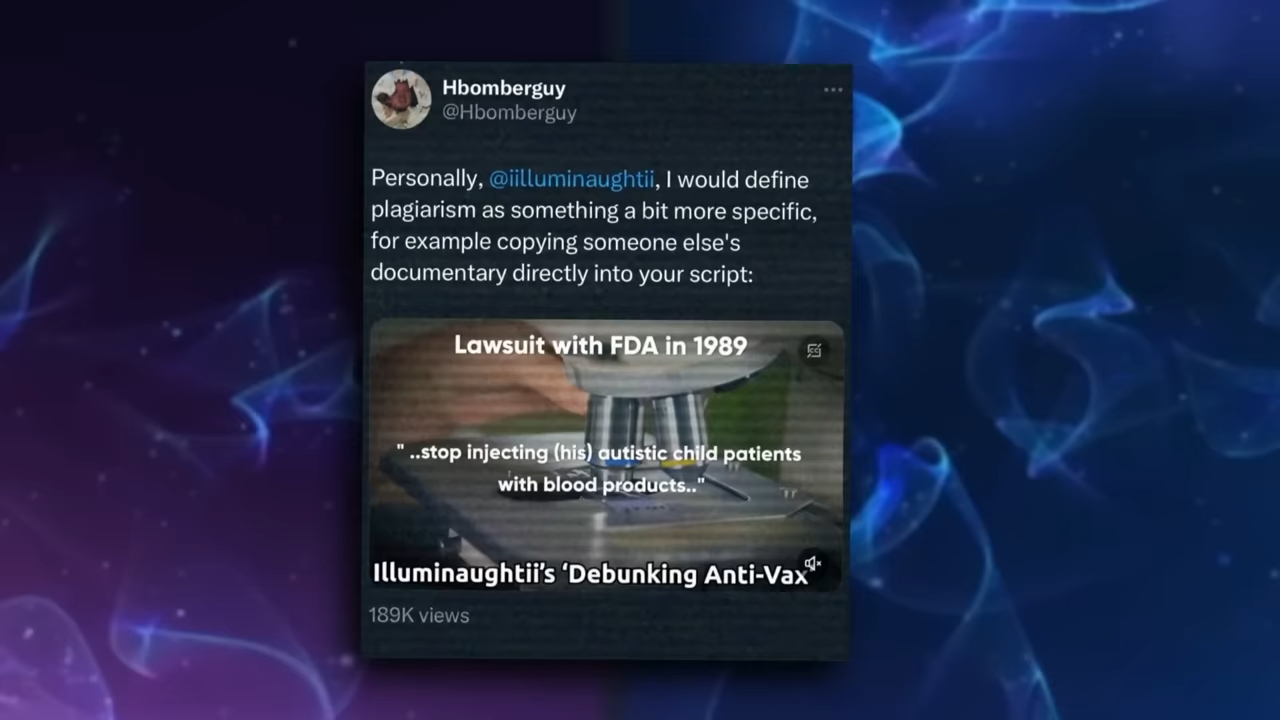 Hbomberguy
@Hbomberguy
Personally, @iilluminaughtii, I would define
plagiarism as something a bit more specific,
for example copying someone else's
documentary directly into your script:
Lawsuit with FDA in 1989
" ..stop injecting (his) autistic child patients
with blood products.."
Illuminaughtii's ‘Debunking Anti-Vax’
189K views